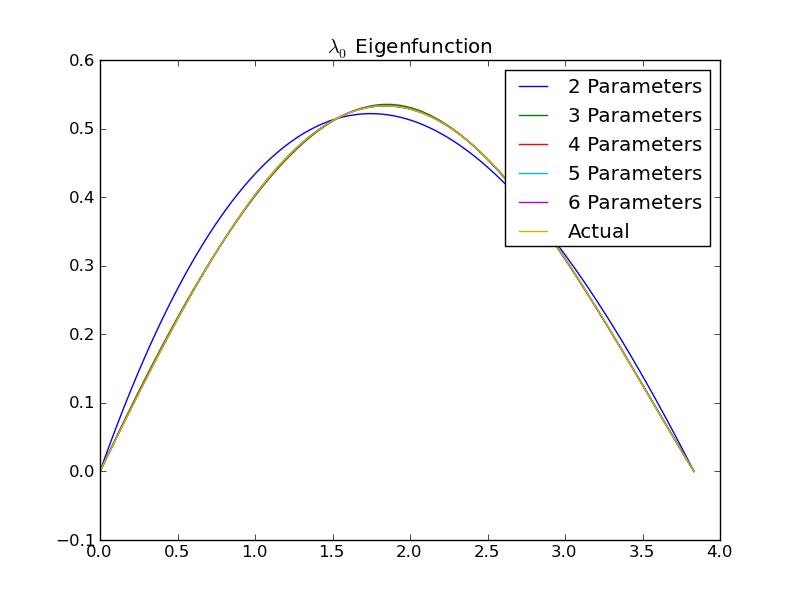 λ₀ Eigenfunction
0.6
0.5
0.4
0.3
0.2
0.1
0.0
−0.1
0.0 0.5 1.0 1.5 2.0 2.5 3.0 3.5 4.0
2 Parameters
3 Parameters
4 Parameters
5 Parameters
6 Parameters
Actual